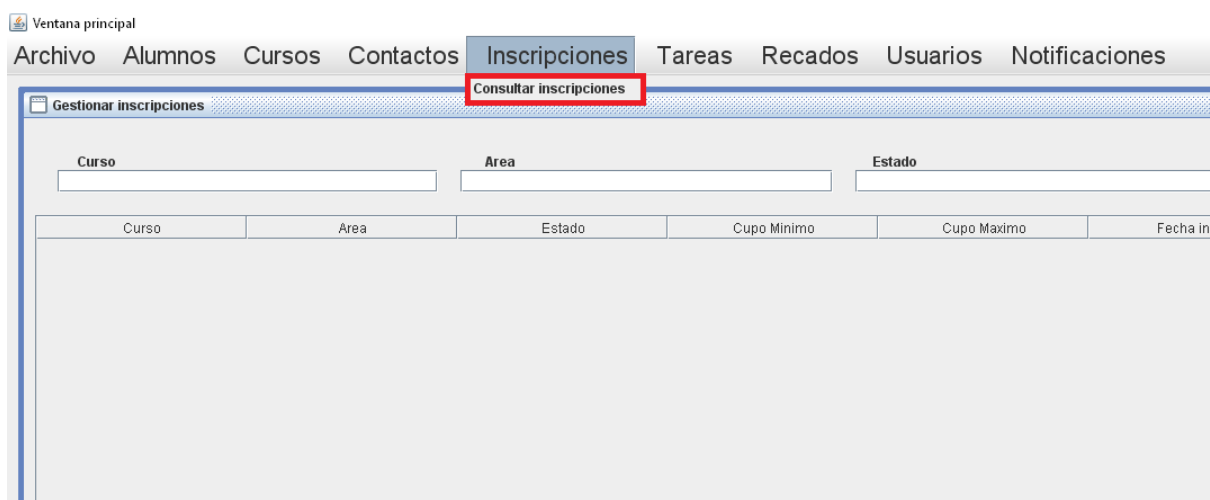 Ventana principal
Archivo Alumnos Cursos Contactos Inscripciones Tareas Recados Usuarios Notificaciones
Consultar inscripciones
Gestionar inscripciones
Curso Area Estado
Curso Area Estado Cupo Minimo Cupo Maximo Fecha in